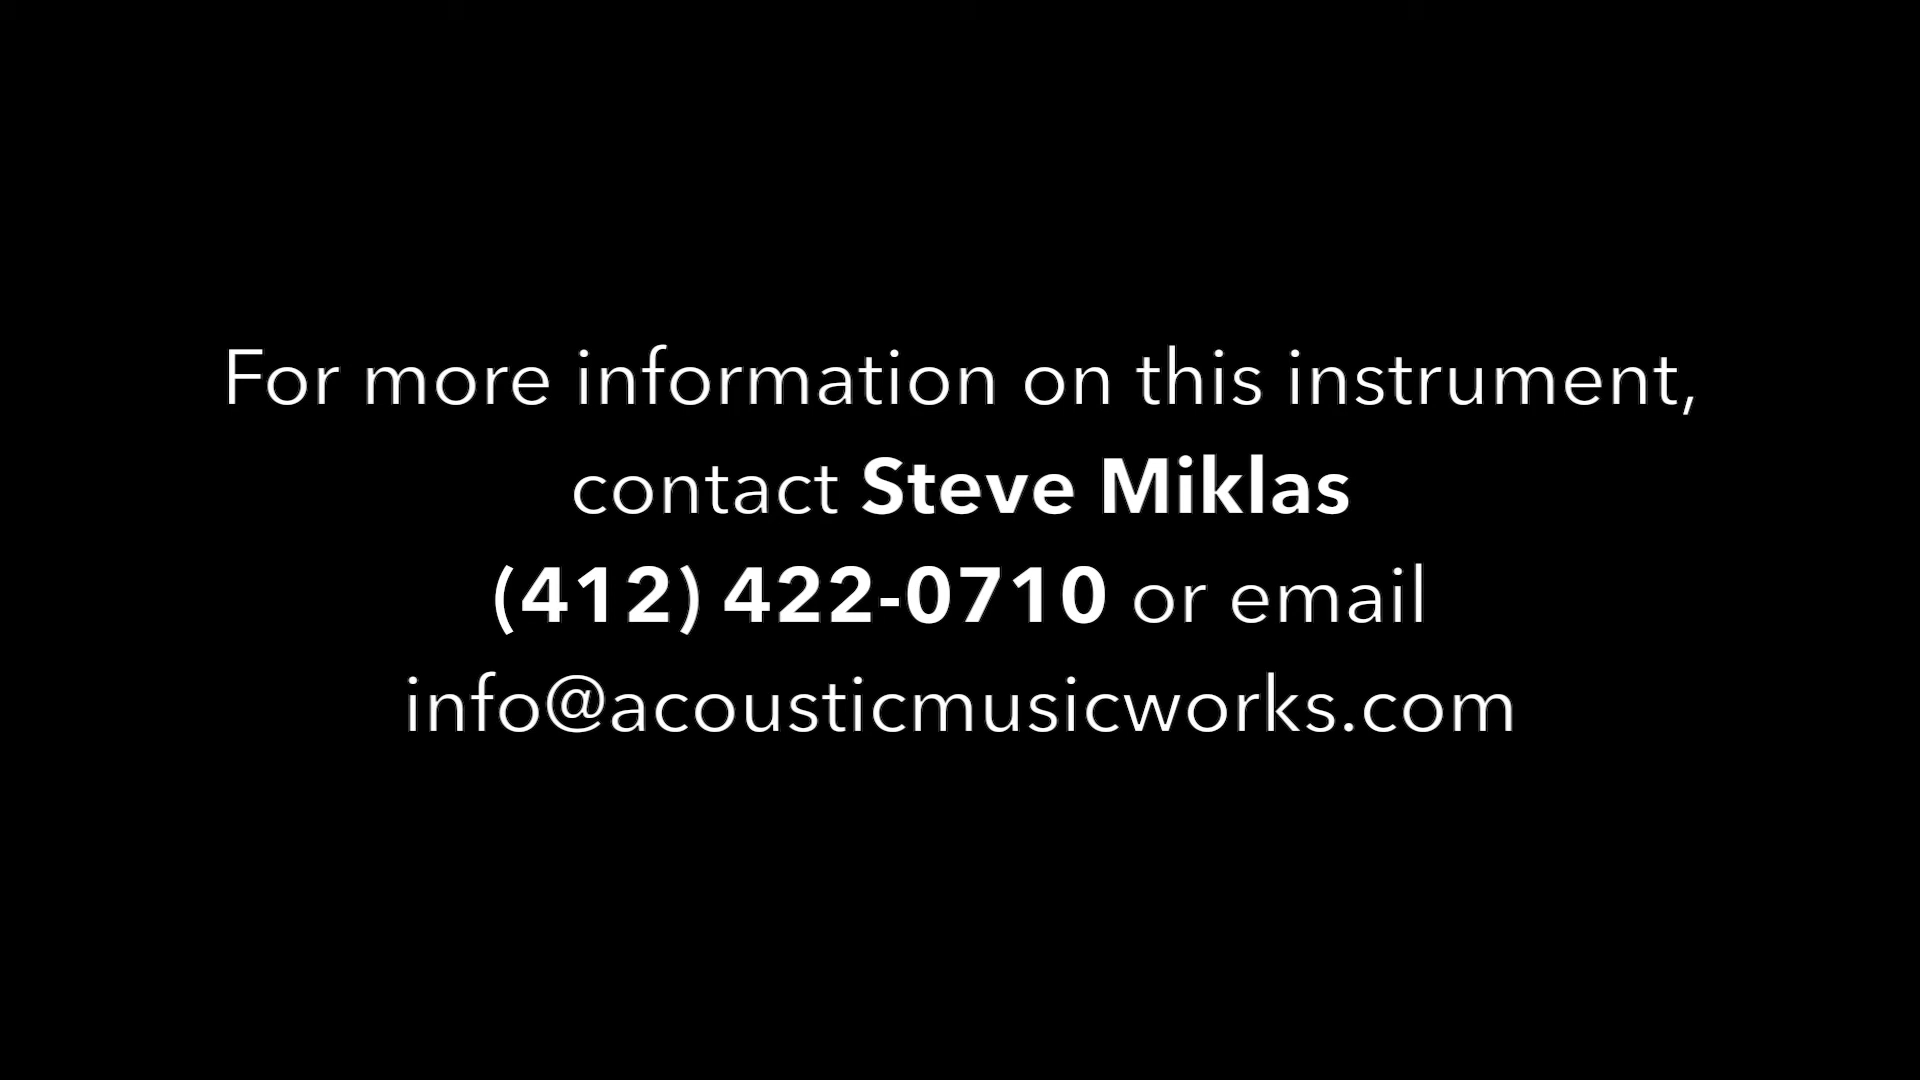 For more information on this instrument,
contact Steve Miklas
(412) 422-0710 or email
info@acousticmusicworks.com